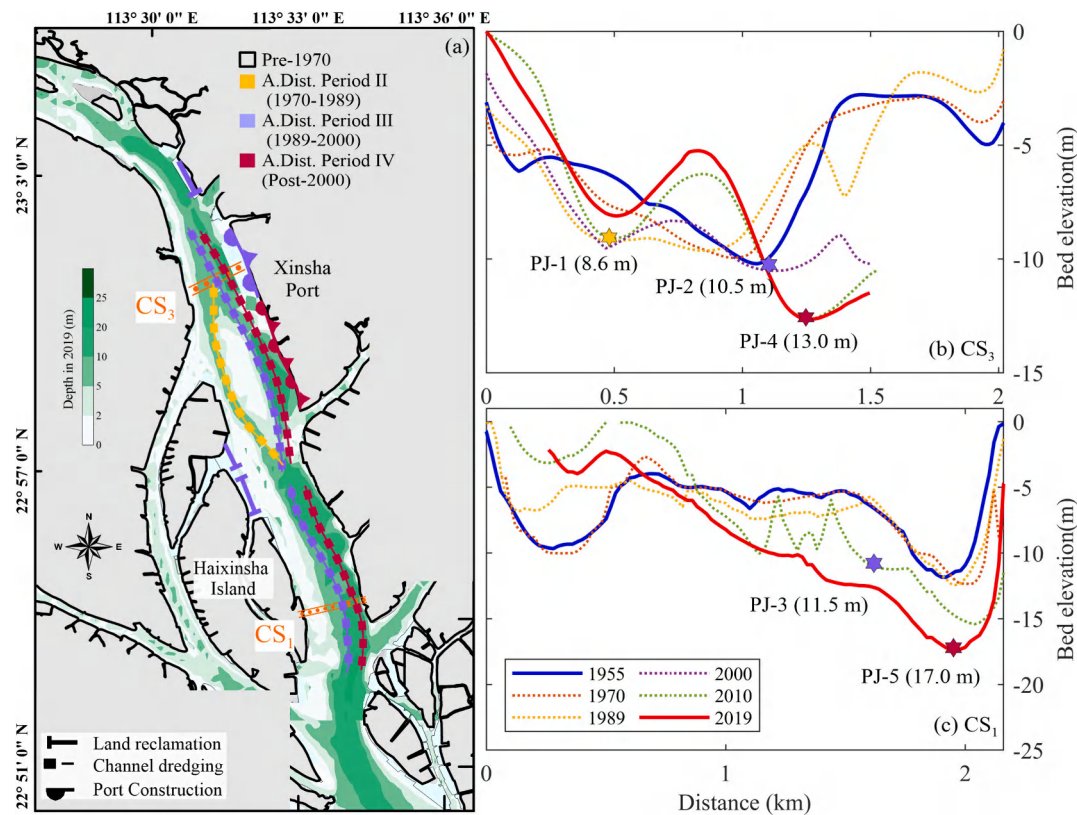 113° 30' 0" E
113° 33' 0" E
113° 36' 0" E
(a)
Pre-1970
A.Dist. Period II
(1970-1989)
A.Dist. Period III
(1989-2000)
A.Dist. Period IV
(Post-2000)
23°3 0" N
22°57 0" N
22°51 0" N
Xinsha
Port
CS3
Depth in 2019 (m)
25
20
10
5
2
0
N
W
E
S
Haixinsha
Island
CS1
Land reclamation
Channel dredging
Port Construction
0
-5
-10
-15
Bed elevation(m)
PJ-1 (8.6 m)
PJ-2 (10.5 m)
PJ-4 (13.0 m)
(b) CS3
0
0.5
1
1.5
2
0
-5
-10
-15
-20
-25
Bed elevation(m)
PJ-3 (11.5 m)
PJ-5 (17.0 m)
1955
1970
1989
2000
2010
2019
(c) CS1
0
1
2
Distance (km)